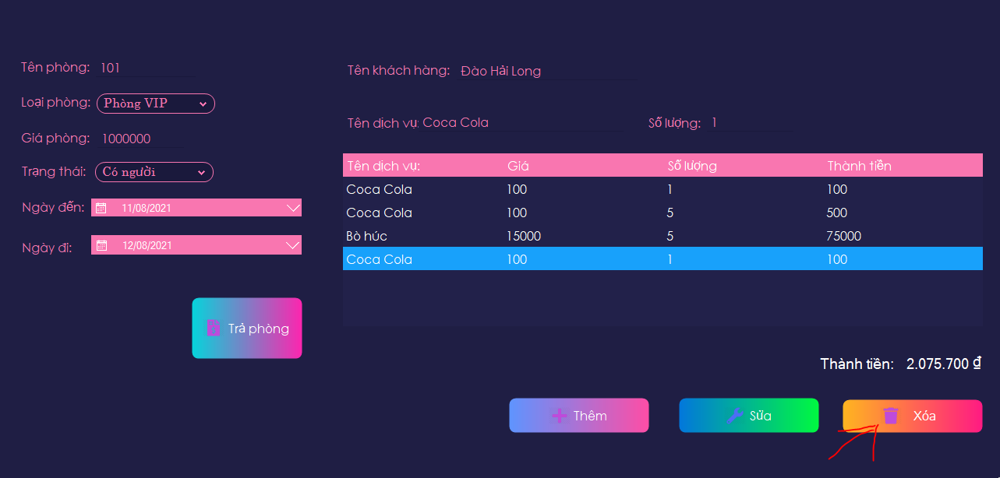 Tên phòng: 101
Loại phòng: Phòng VIP
Giá phòng: 1000000
Trạng thái: Có người
Ngày đến: 11/08/2021
Ngày đi: 12/08/2021
Trả phòng
Tên khách hàng: Đào Hải Long
Tên dịch vụ: Coca Cola Số lượng: 1
Tên dịch vụ: Giá Số lượng Thành tiền
Coca Cola 100 1 100
Coca Cola 100 5 500
Bò húc 15000 5 75000
Coca Cola 100 1 100
Thành tiền: 2.075.700 ₫
Thêm Sửa Xóa